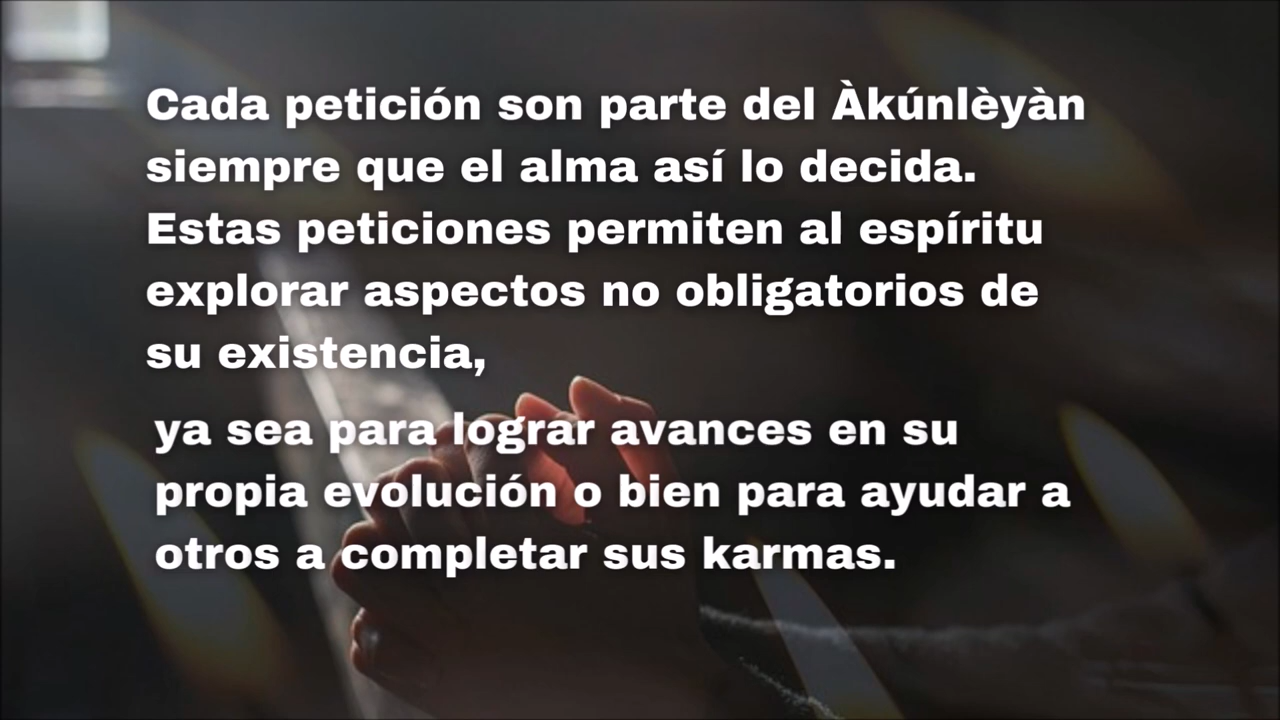 Cada petición son parte del Àkúnlèyàn
siempre que el alma así lo decida.
Estas peticiones permiten al espíritu
explorar aspectos no obligatorios de
su existencia,
ya sea para lograr avances en su
propia evolución o bien para ayudar a
otros a completar sus karmas.